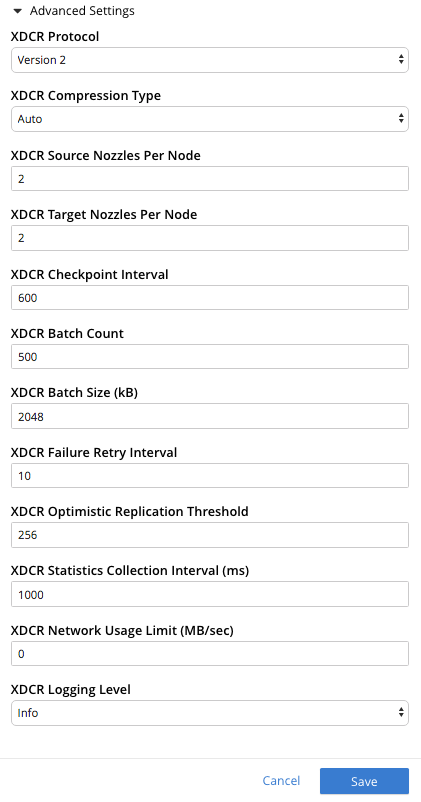 Advanced Settings
XDCR Protocol
Version 2
XDCR Compression Type
Auto
XDCR Source Nozzles Per Node
2
XDCR Target Nozzles Per Node
2
XDCR Checkpoint Interval
600
XDCR Batch Count
500
XDCR Batch Size (kB)
2048
XDCR Failure Retry Interval
10
XDCR Optimistic Replication Threshold
256
XDCR Statistics Collection Interval (ms)
1000
XDCR Network Usage Limit (MB/sec)
0
XDCR Logging Level
Info
Cancel Save